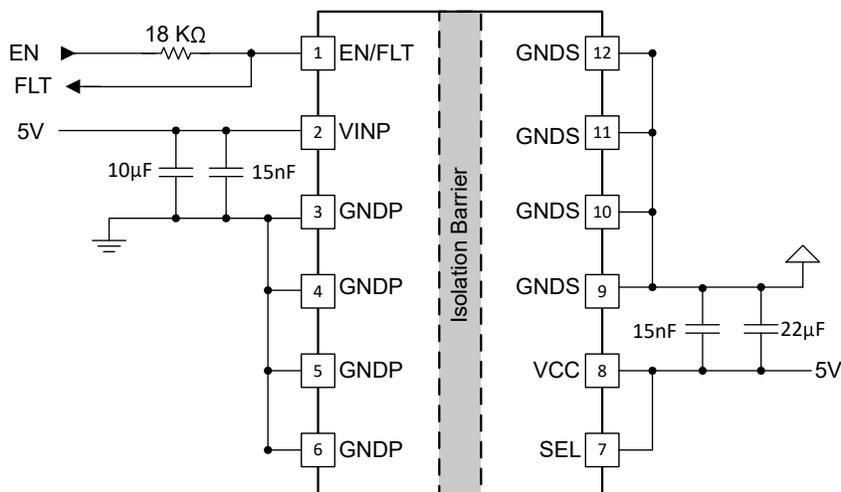 18 KΩ
EN
1
EN/FLT
GNDS
12
FLT
5V
2
VINP
GNDS
11
10µF
15nF
3
GNDP
GNDS
10
4
GNDP
GNDS
9
Isolation Barrier
15nF
22µF
5
GNDP
VCC
8
5V
6
GNDP
SEL
7